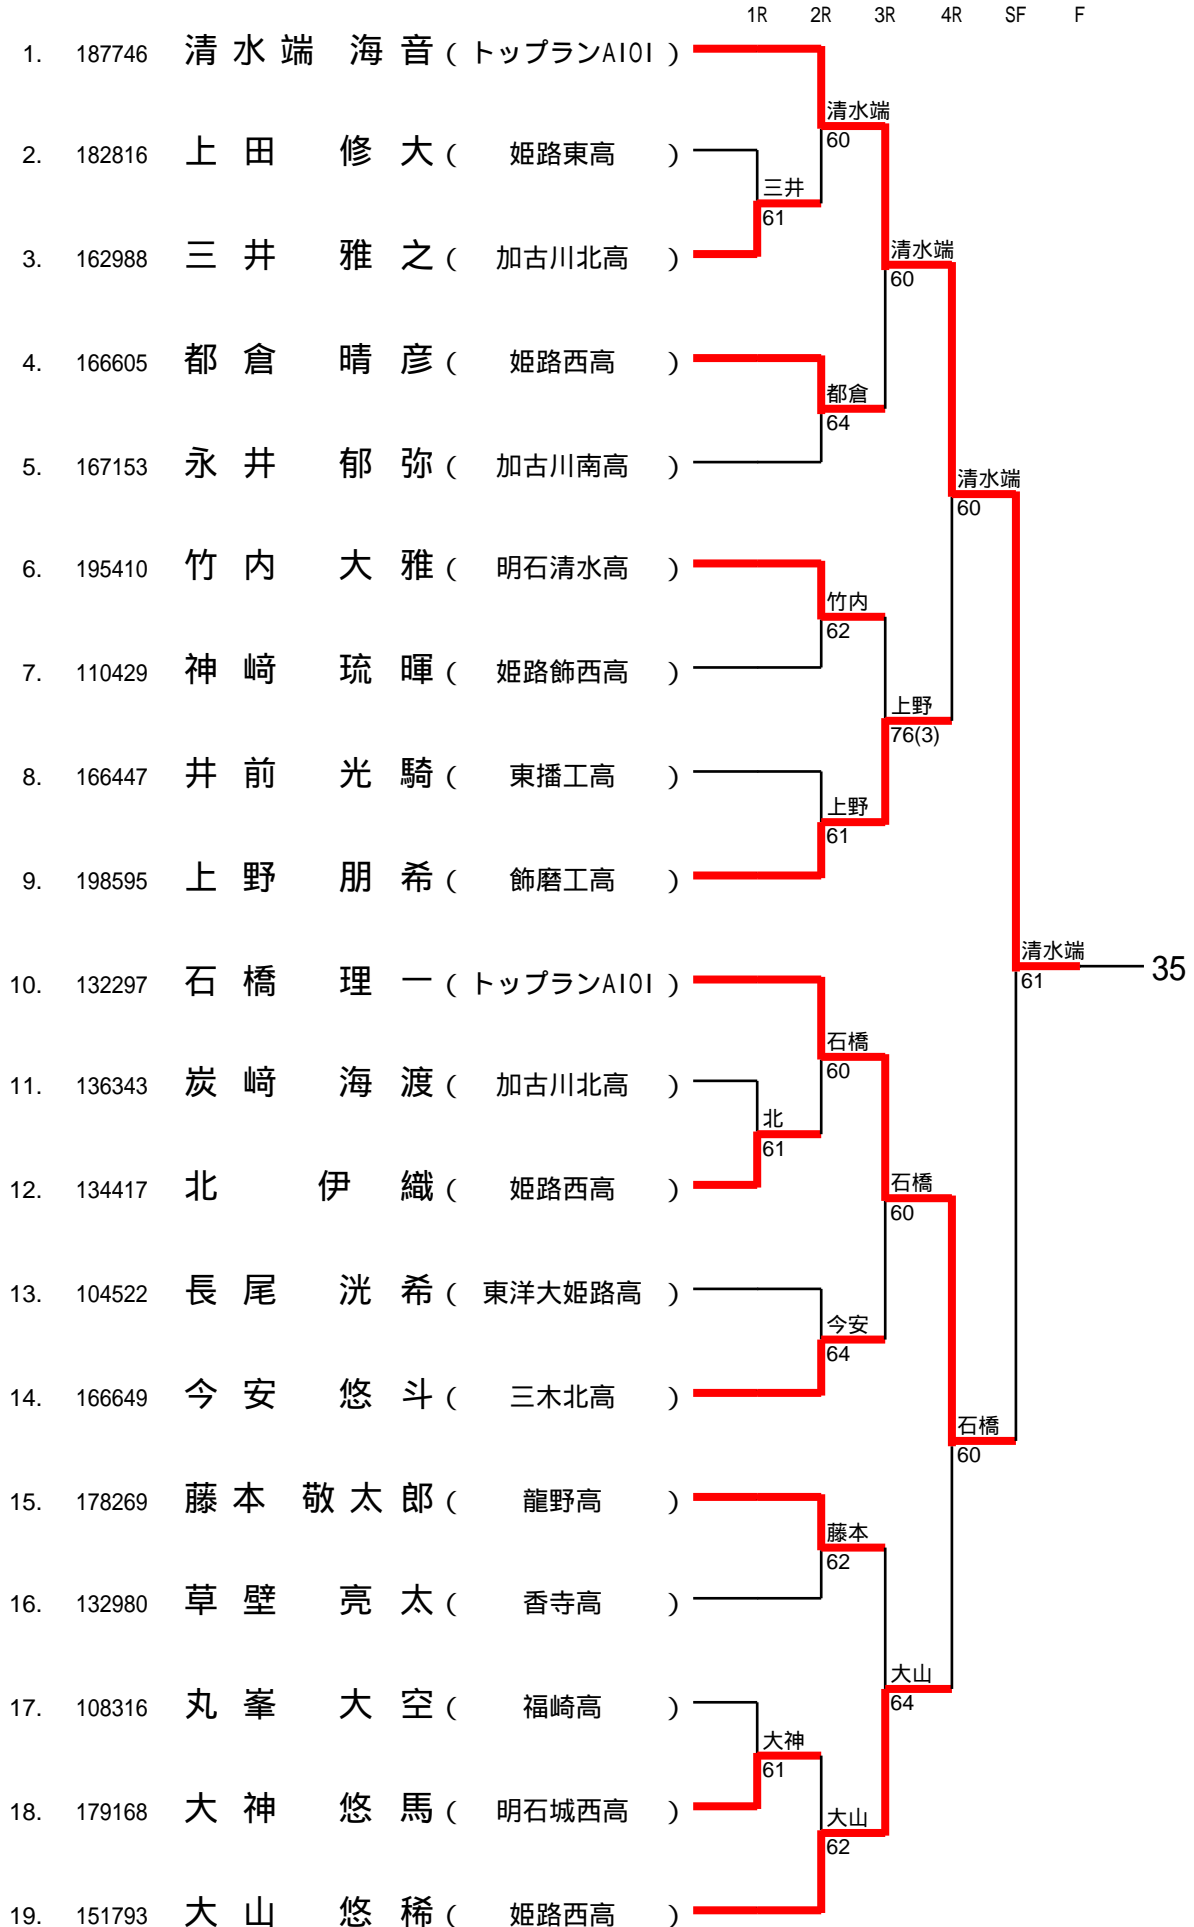 1R 2R 3R 4R SF F
1. 187746 清水端 海音 ( トップランAIOI )
清水端
60
2. 182816 上田 修大 ( 姫路東高 )
三井
61
3. 162988 三井 雅之 ( 加古川北高 )
清水端
60
4. 166605 都倉 晴彦 ( 姫路西高 )
都倉
64
5. 167153 永井 郁弥 ( 加古川南高 )
清水端
60
6. 195410 竹内 大雅 ( 明石清水高 )
竹内
62
7. 110429 神﨑 琉暉 ( 姫路飾西高 )
上野
76(3)
8. 166447 井前 光騎 ( 東播工高 )
上野
61
9. 198595 上野 朋希 ( 飾磨工高 )
清水端
61
35
10. 132297 石橋 理一 ( トップランAIOI )
石橋
60
11. 136343 炭﨑 海渡 ( 加古川北高 )
北
61
12. 134417 北 伊織 ( 姫路西高 )
石橋
60
13. 104522 長尾 洸希 ( 東洋大姫路高 )
今安
64
14. 166649 今安 悠斗 ( 三木北高 )
石橋
60
15. 178269 藤本 敬太郎 ( 龍野高 )
藤本
62
16. 132980 草壁 亮太 ( 香寺高 )
大山
64
17. 108316 丸峯 大空 ( 福崎高 )
大神
61
18. 179168 大神 悠馬 ( 明石城西高 )
大山
62
19. 151793 大山 悠稀 ( 姫路西高 )